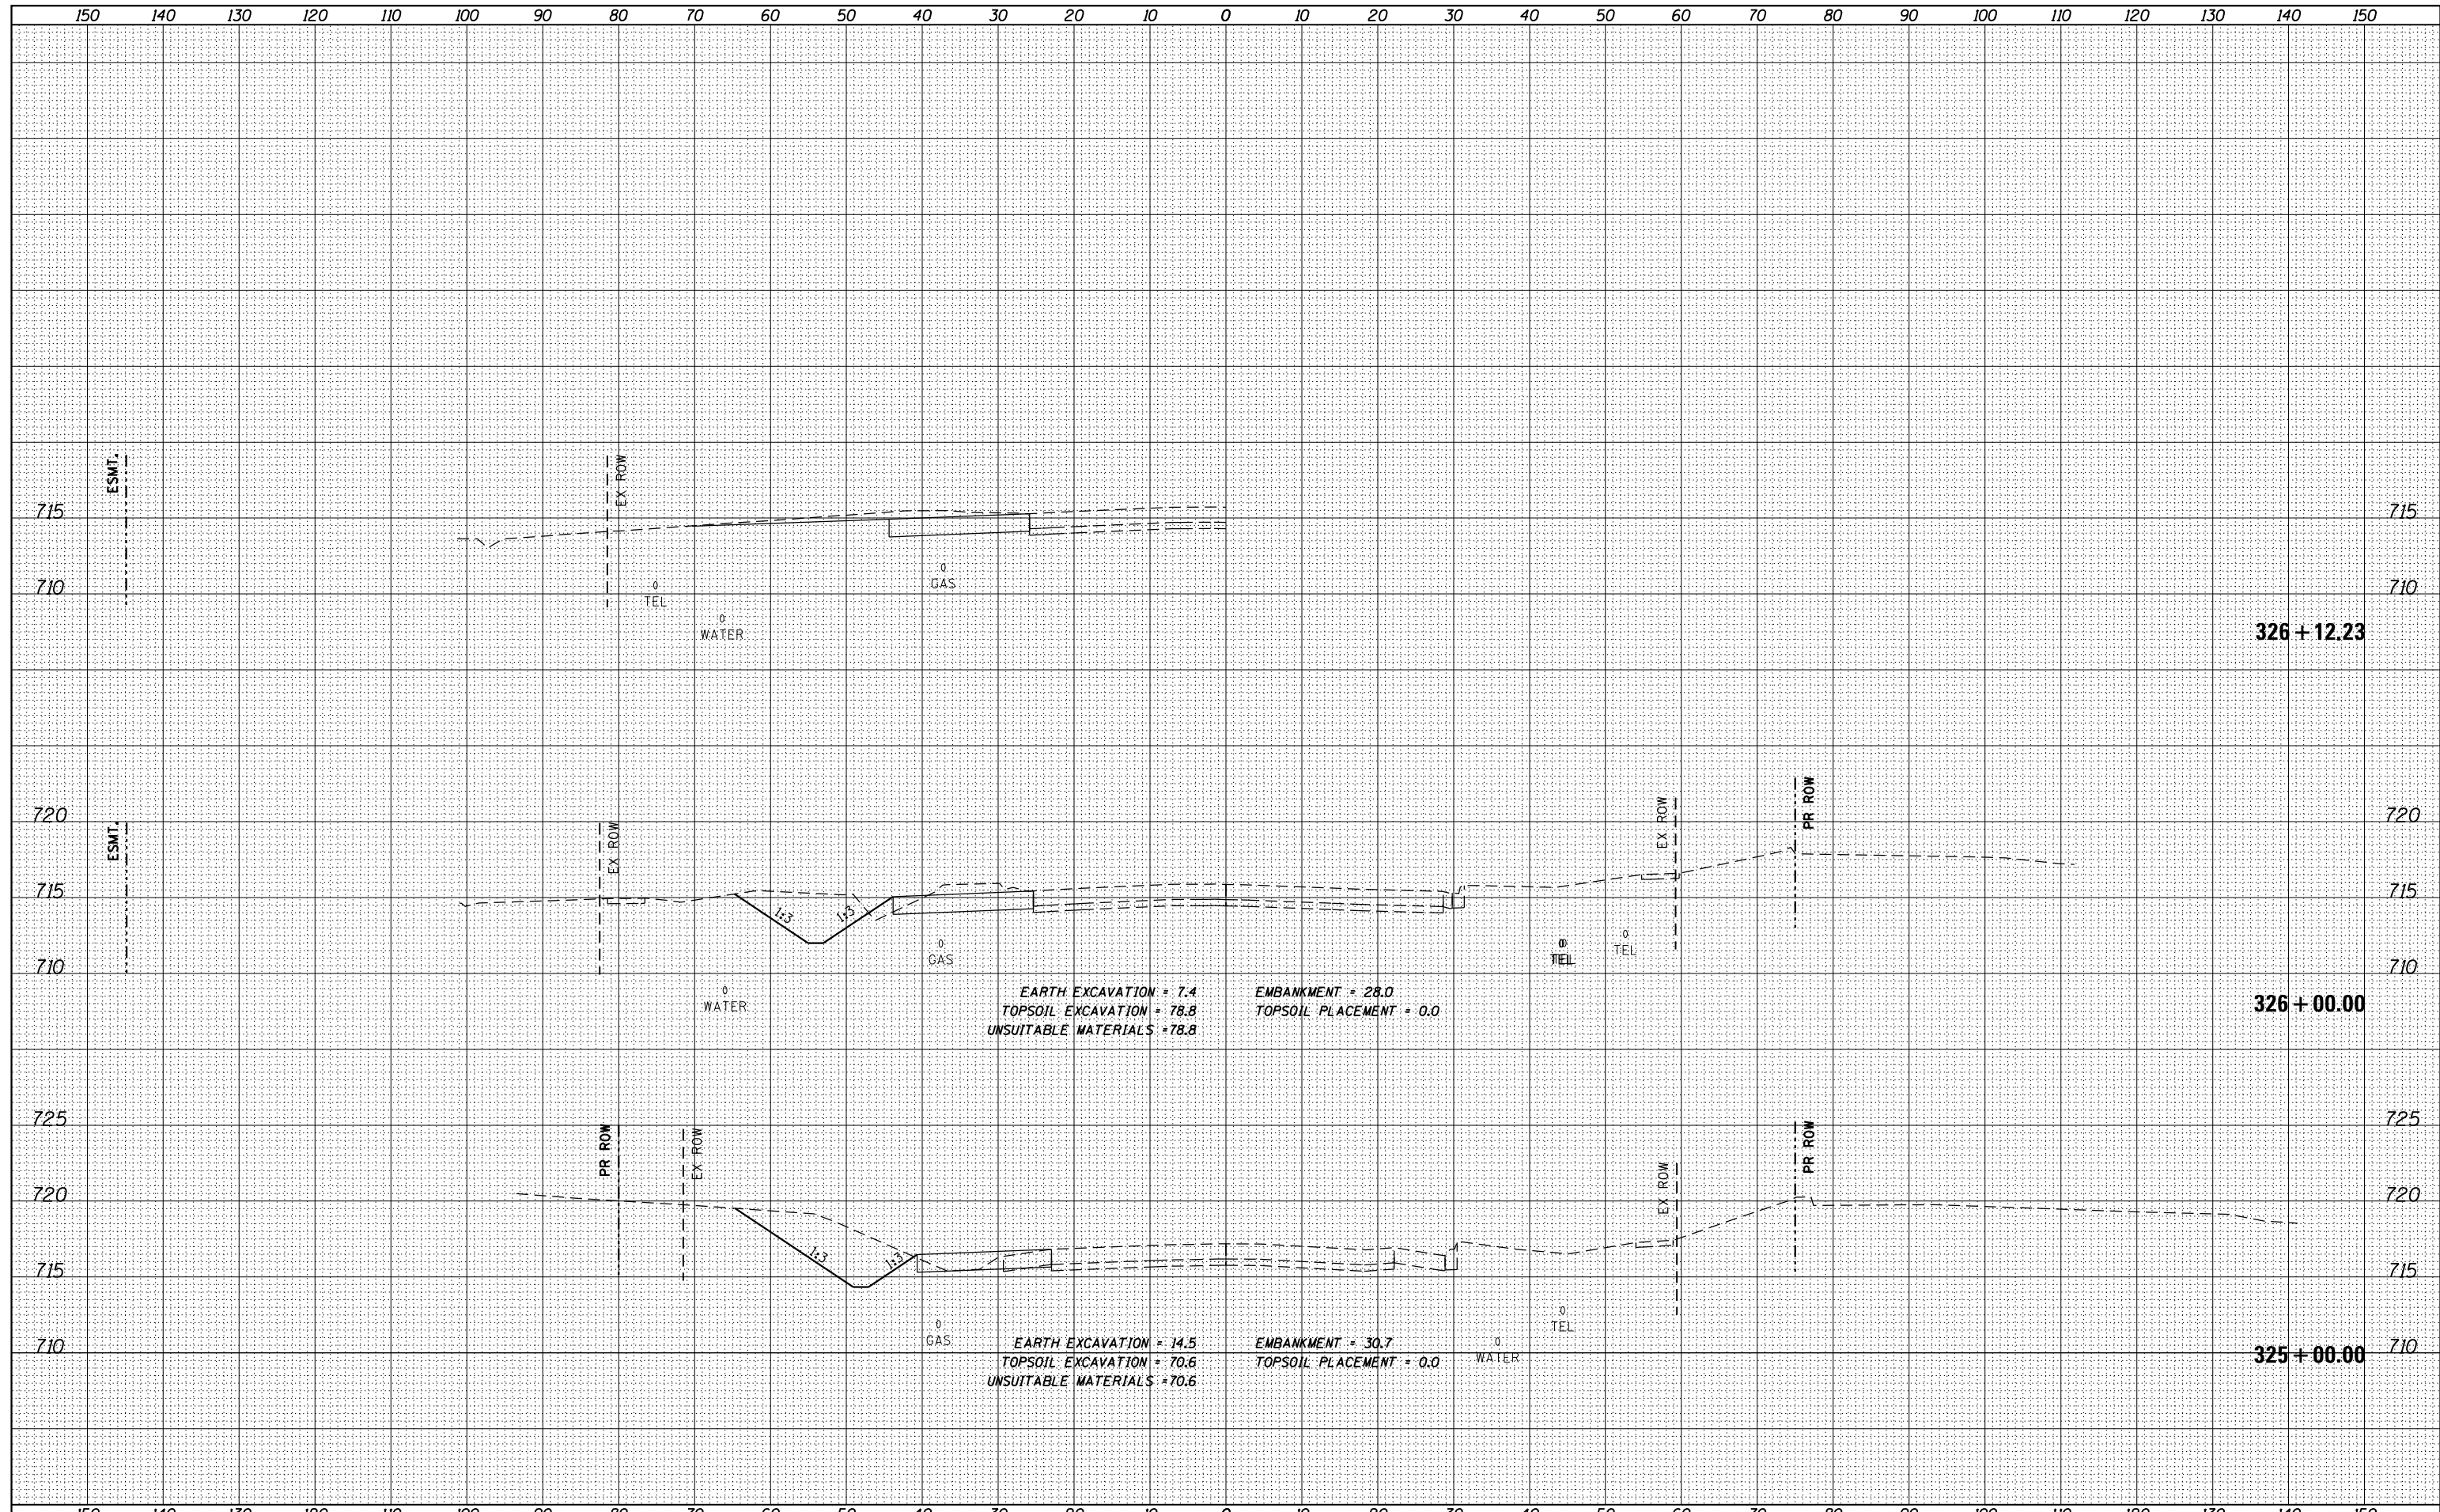 150 140 130 120 110 100 90 80 70 60 50 40 30 20 10 0 10 20 30 40 50 60 70 80 90 100 110 120 130 140 150
ESMT.
EX ROW
715 715
710 710
GAS
TEL
WATER
326 + 12.23
PR ROW
EX ROW
720 720
ESMT.
EX ROW
715 715
1:3 1:3
GAS
TEL
TEL
710 710
WATER
EARTH EXCAVATION = 7.4 EMBANKMENT = 28.0
TOPSOIL EXCAVATION = 78.8 TOPSOIL PLACEMENT = 0.0
UNSUITABLE MATERIALS =78.8
326 + 00.00
725 725
PR ROW
EX ROW
PR ROW
EX ROW
720 720
1:3 1:3
715 715
GAS
TEL
WATER
EARTH EXCAVATION = 14.5 EMBANKMENT = 30.7
TOPSOIL EXCAVATION = 70.6 TOPSOIL PLACEMENT = 0.0
UNSUITABLE MATERIALS =70.6
710 710
325 + 00.00